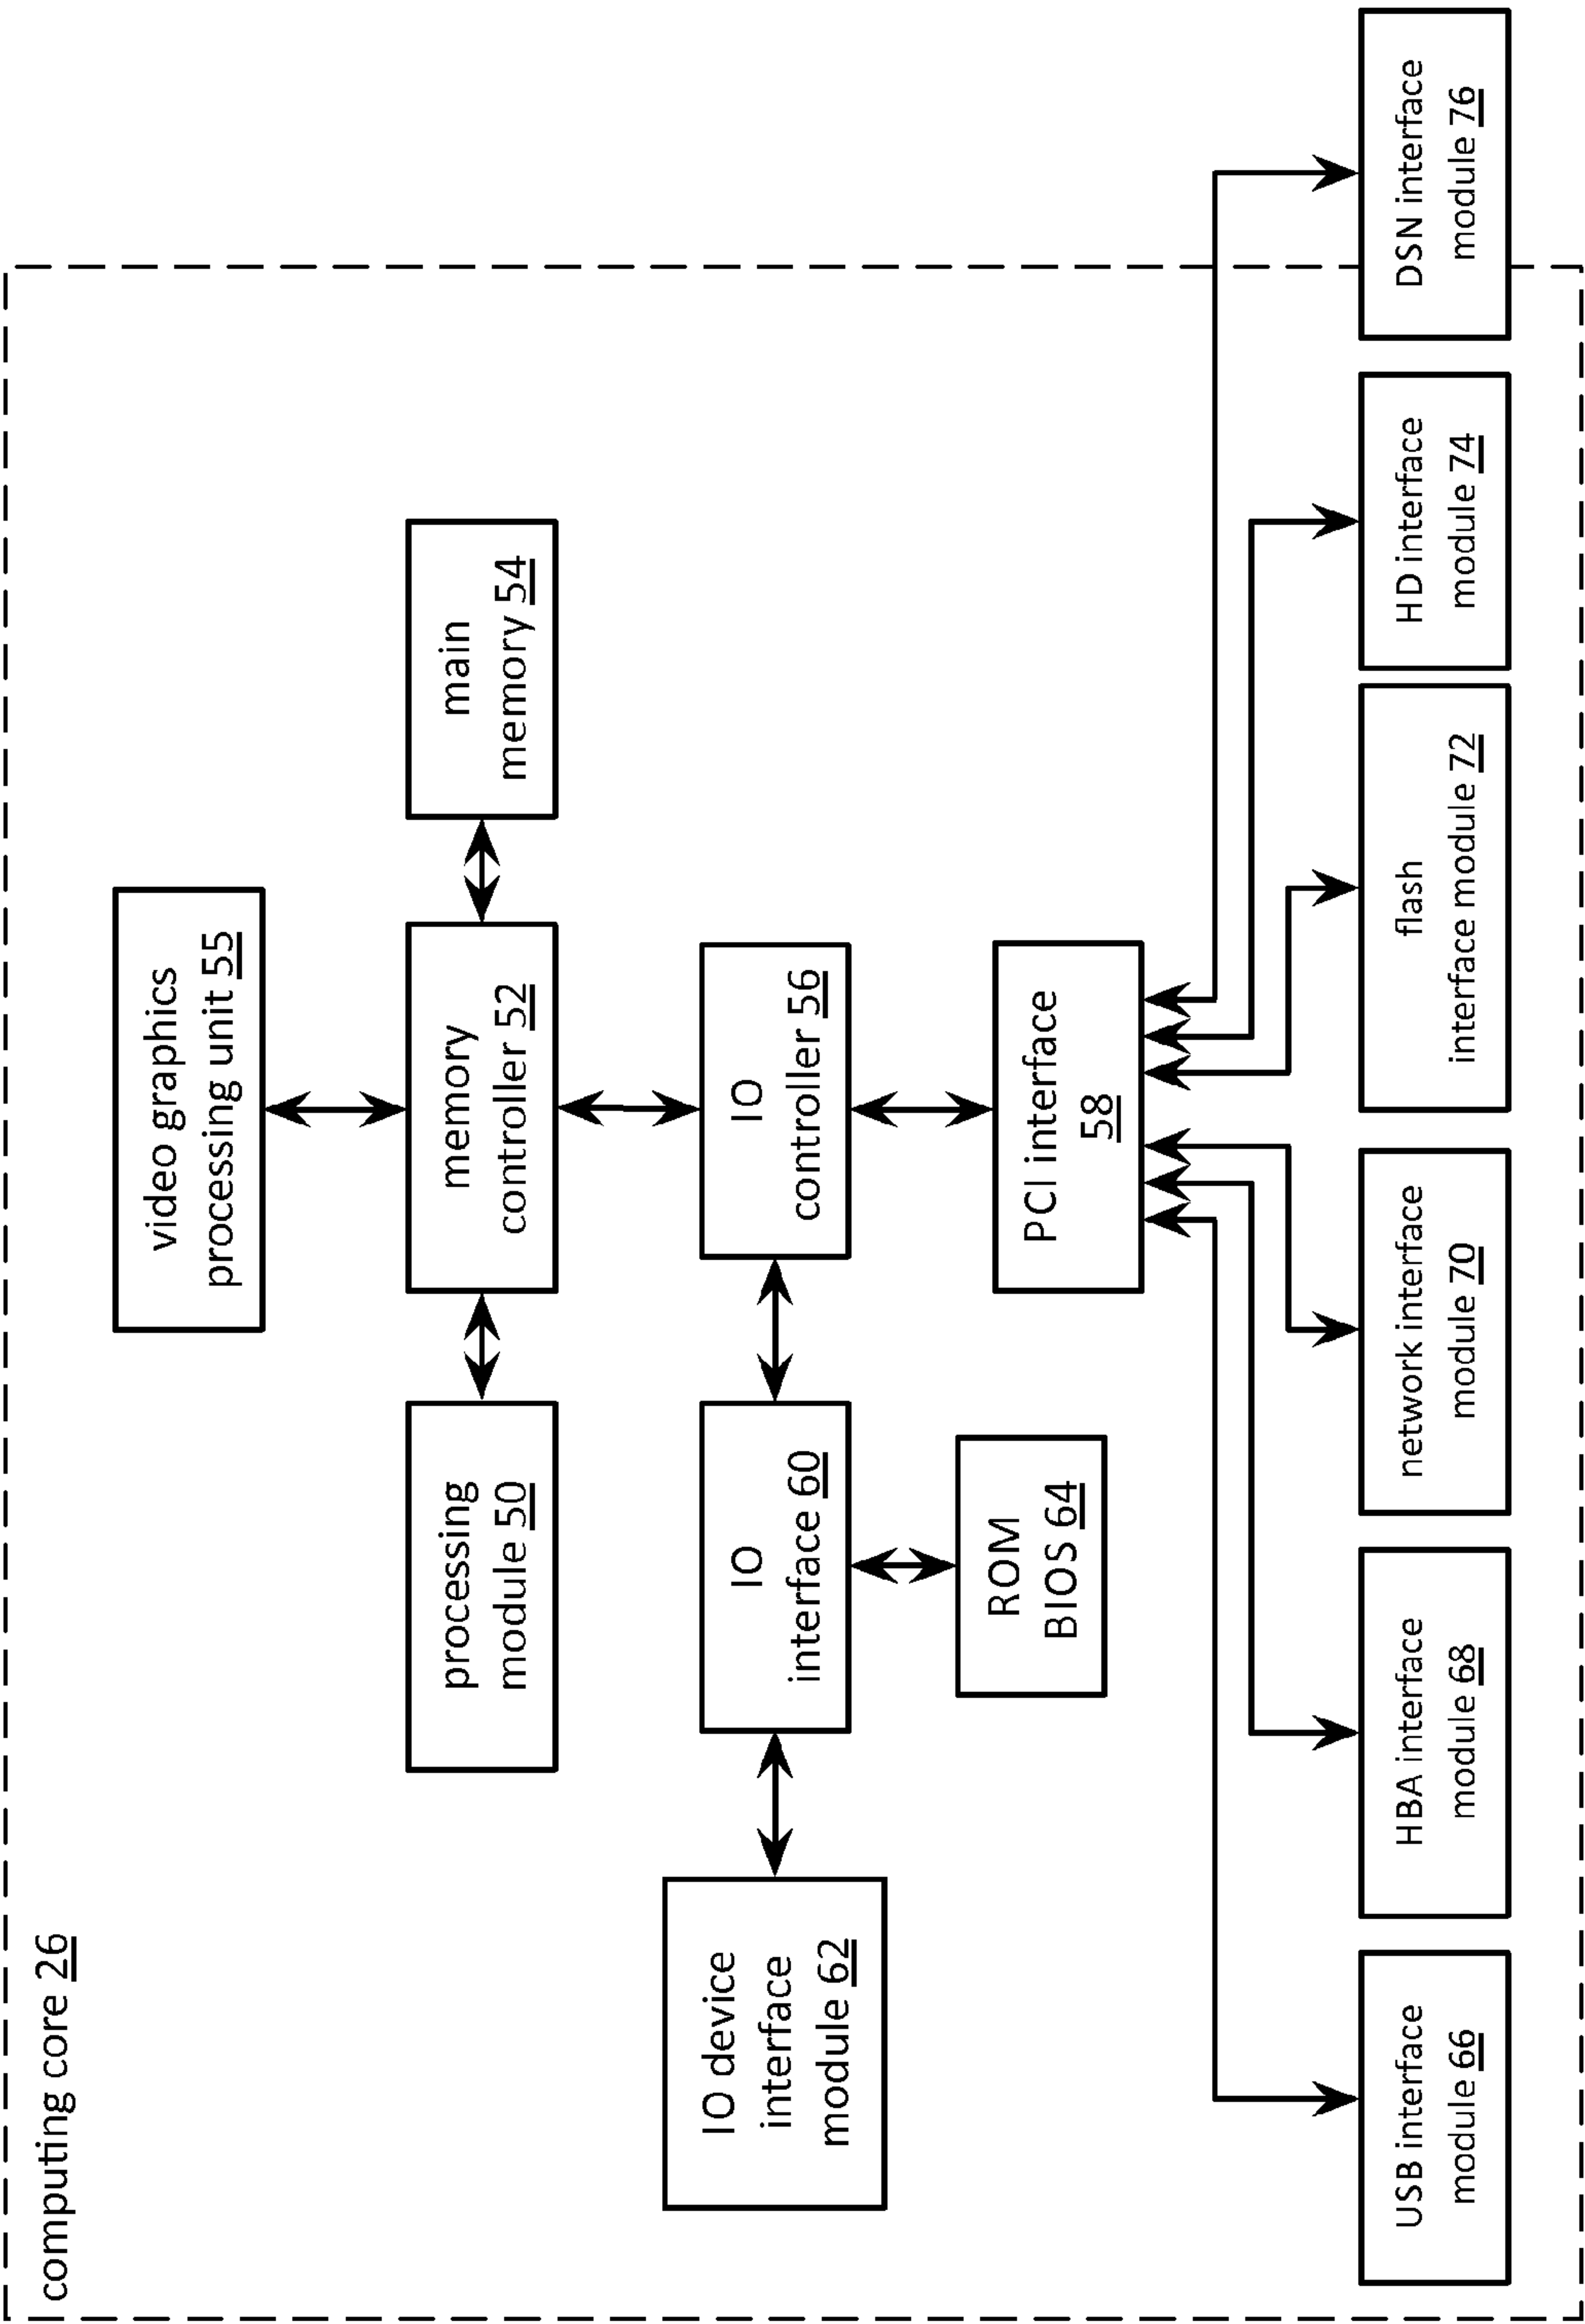 computing core 26
video graphics
processing unit 55
processing
module 50
memory
controller 52
main
memory 54
IO device
interface
module 62
IO
interface 60
IO
controller 56
ROM
BIOS 64
PCI interface
58
USB interface
module 66
HBA interface
module 68
network interface
module 70
flash
interface module 72
HD interface
module 74
DSN interface
module 76